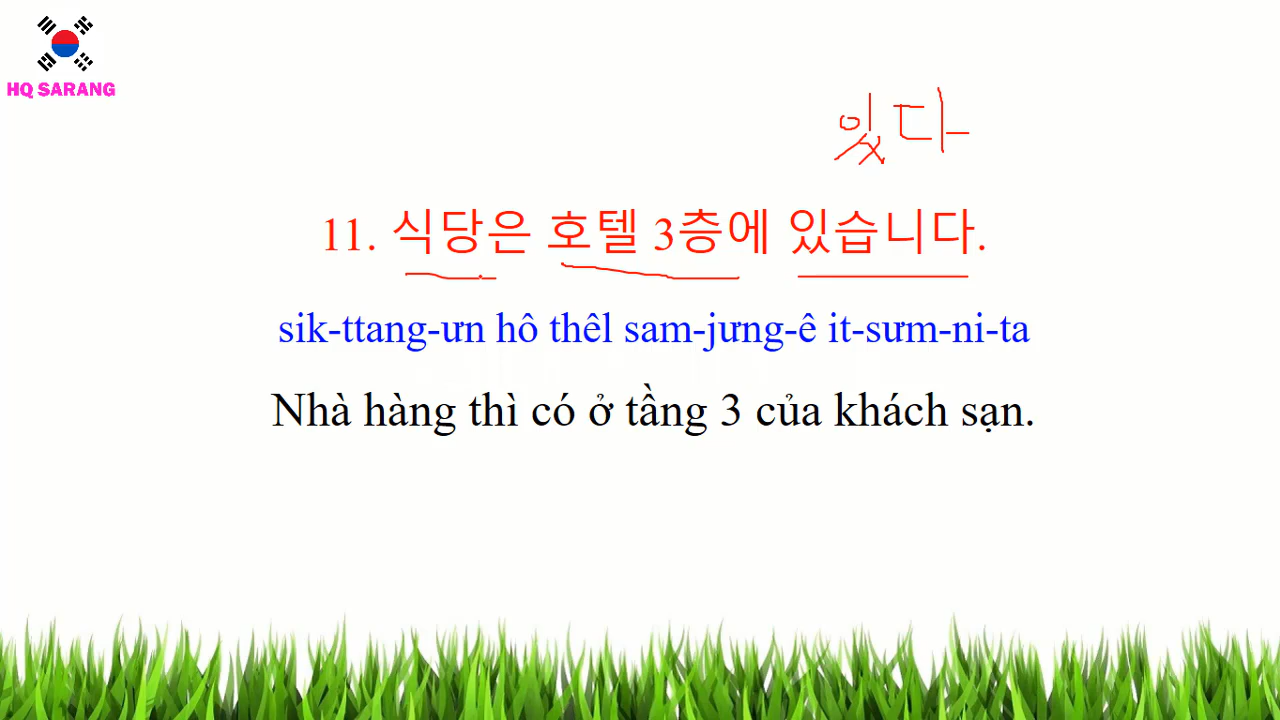 HQ SARANG
있다
11. 식당은 호텔 3층에 있습니다.
sik-ttang-ưn hô thêl sam-jưng-ê it-sưm-ni-ta
Nhà hàng thì có ở tầng 3 của khách sạn.